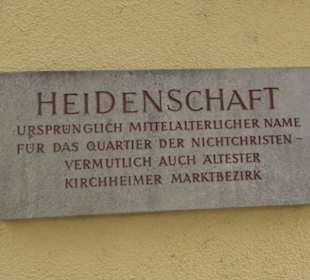 HEIDENSCHAFT
URSPRÜNGLICH MITTELALTERLICHER NAME
FÜR DAS QUARTIER DER NICHTCHRISTEN –
VERMUTLICH AUCH ÄLTESTER
KIRCHHEIMER MARKTBEZIRK